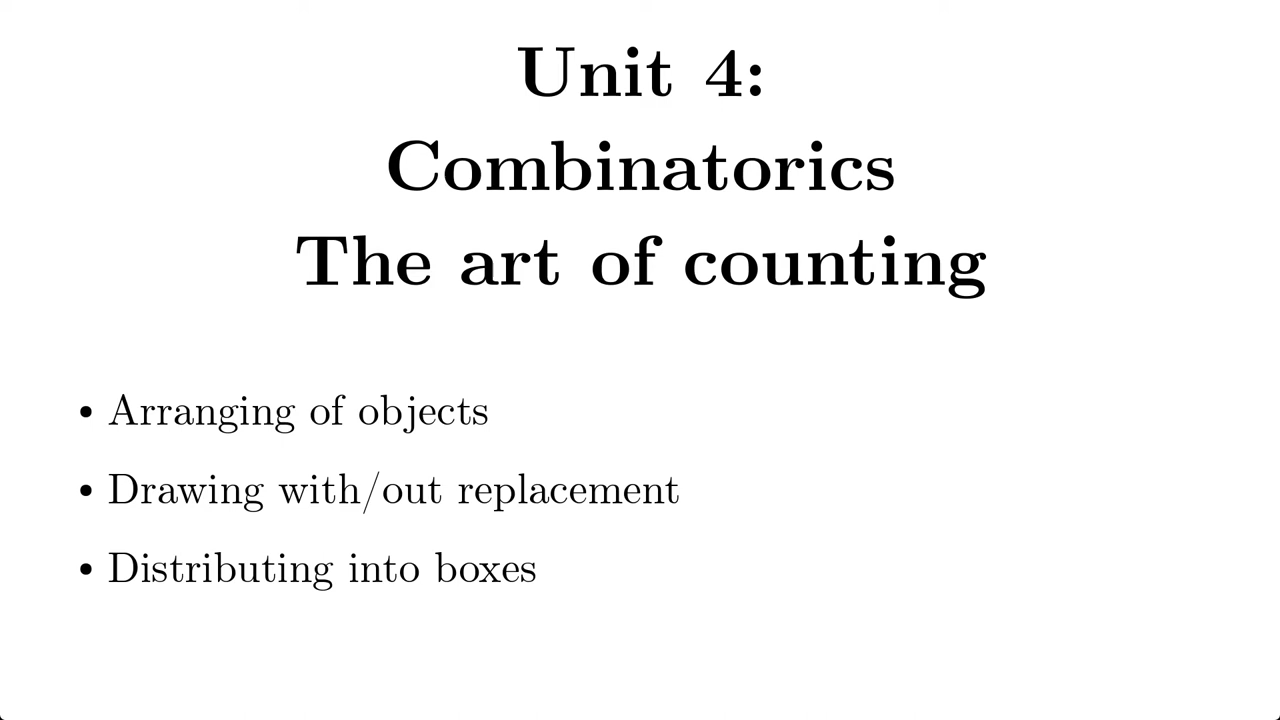 Unit 4:
Combinatorics
The art of counting
• Arranging of objects
• Drawing with/out replacement
• Distributing into boxes